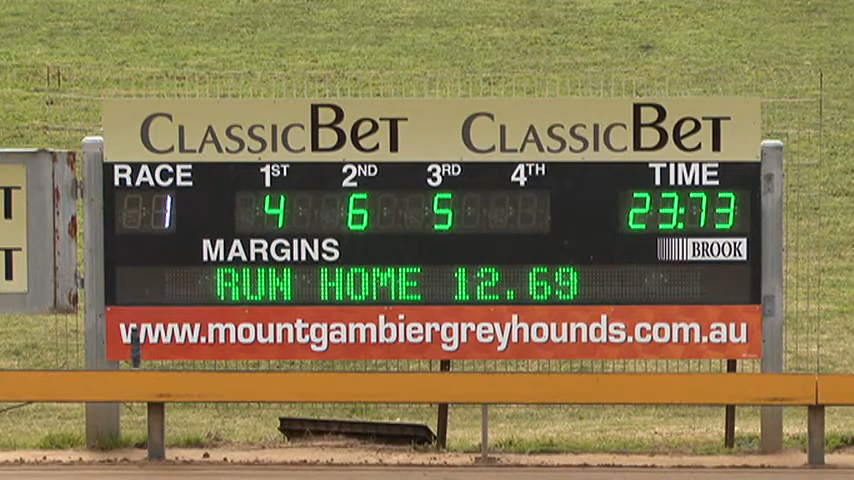 CLASSICBET CLASSICBET
RACE 1ST 2ND 3RD 4TH TIME
1 4 6 5 23:73
MARGINS BROOK
RUN HOME 12.69
www.mountgambiergreyhounds.com.au